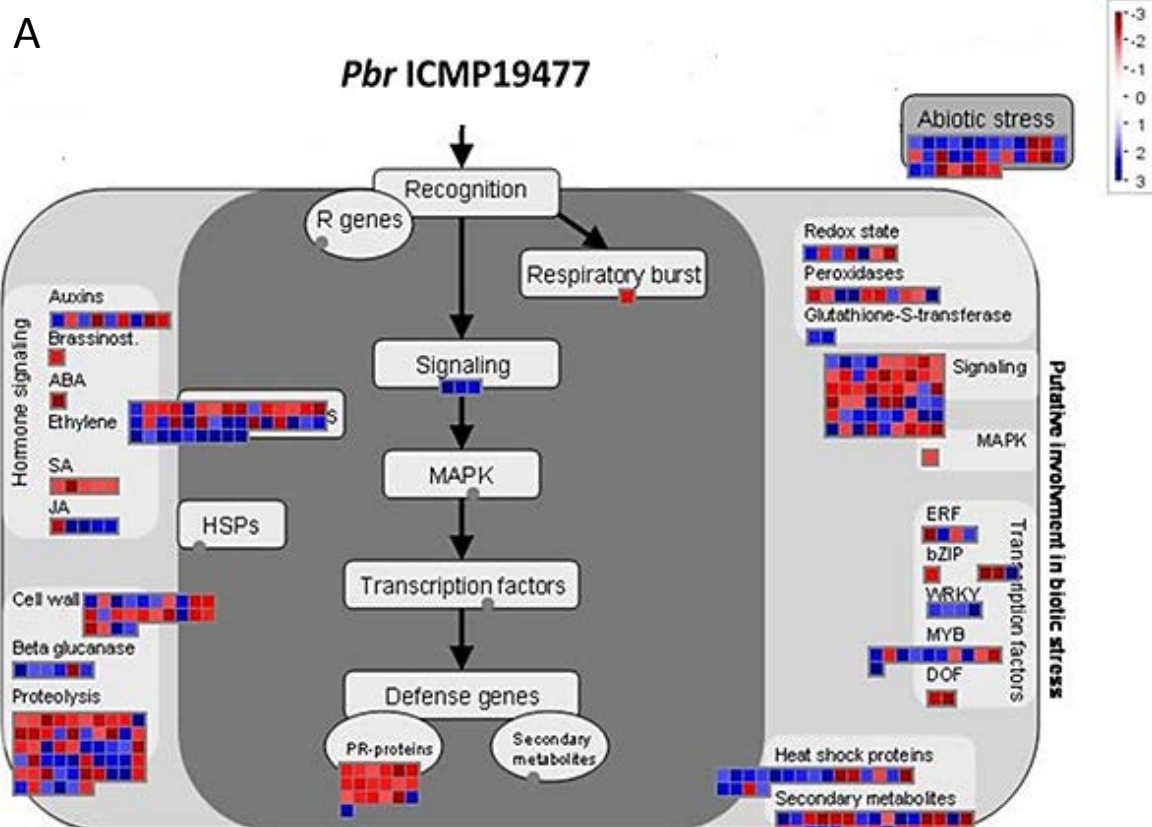 A
Pbr ICMP19477
-3
-2
-1
0
1
2
3
Abiotic stress
Recognition
R genes
Respiratory burst
Redox state
Peroxidases
Glutathione-S-transferase
Auxins
Brassinost.
ABA
Ethylene
SA
JA
Hormone signaling
s
Signaling
Signaling
MAPK
MAPK
HSPs
ERF
bZIP
WRKY
MYB
DOF
Transcription factors
Putative involvment in biotic stress
Transcription factors
Cell wall
Beta glucanase
Proteolysis
Defense genes
PR-proteins
Secondary
metabolites
Heat shock proteins
Secondary metabolites